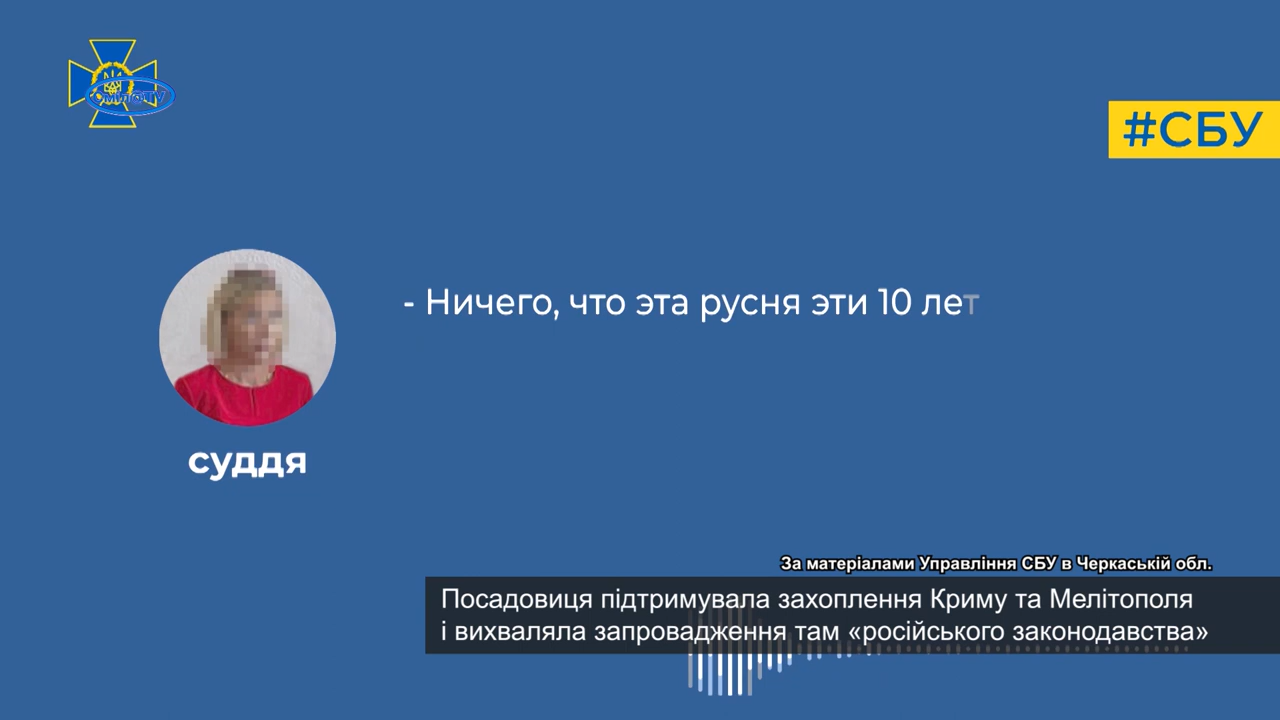 #СБУ
- Ничего, что эта русня эти 10 лет
суддя
За матеріалами Управління СБУ в Черкаській обл.
Посадовиця підтримувала захоплення Криму та Мелітополя
і вихваляла запровадження там «російського законодавства»